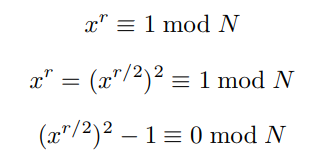 x^r ≡ 1 mod N
x^r = (x^{r/2})^2 ≡ 1 mod N
(x^{r/2})^2 − 1 ≡ 0 mod N